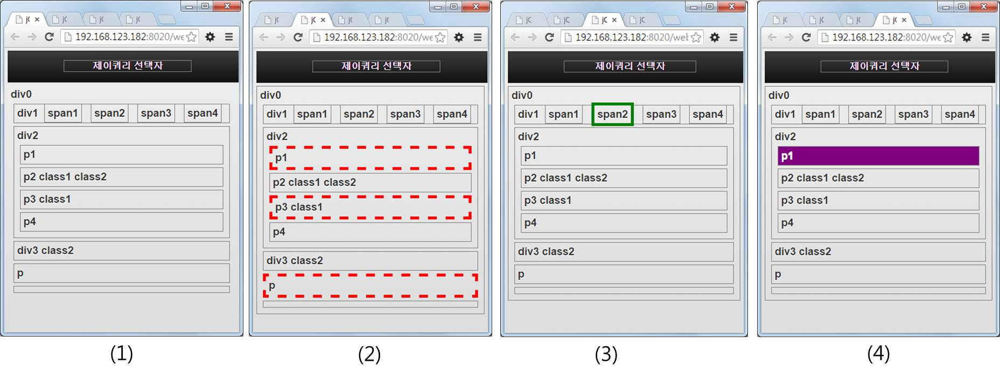 jC
jC
jC
jC
192.168.123.182:8020/we
제이쿼리 선택자
div0
div1 span1 span2 span3 span4
div2
p1
p2 class1 class2
p3 class1
p4
div3 class2
p
(1)
jC
jC
jC
jC
192.168.123.182:8020/we
제이쿼리 선택자
div0
div1 span1 span2 span3 span4
div2
p1
p2 class1 class2
p3 class1
p4
div3 class2
p
(2)
jC
jC
jC
jC
192.168.123.182:8020/wel
제이쿼리 선택자
div0
div1 span1 span2 span3 span4
div2
p1
p2 class1 class2
p3 class1
p4
div3 class2
p
(3)
jC
jC
jC
jC
192.168.123.182:8020/we
제이쿼리 선택자
div0
div1 span1 span2 span3 span4
div2
p1
p2 class1 class2
p3 class1
p4
div3 class2
p
(4)